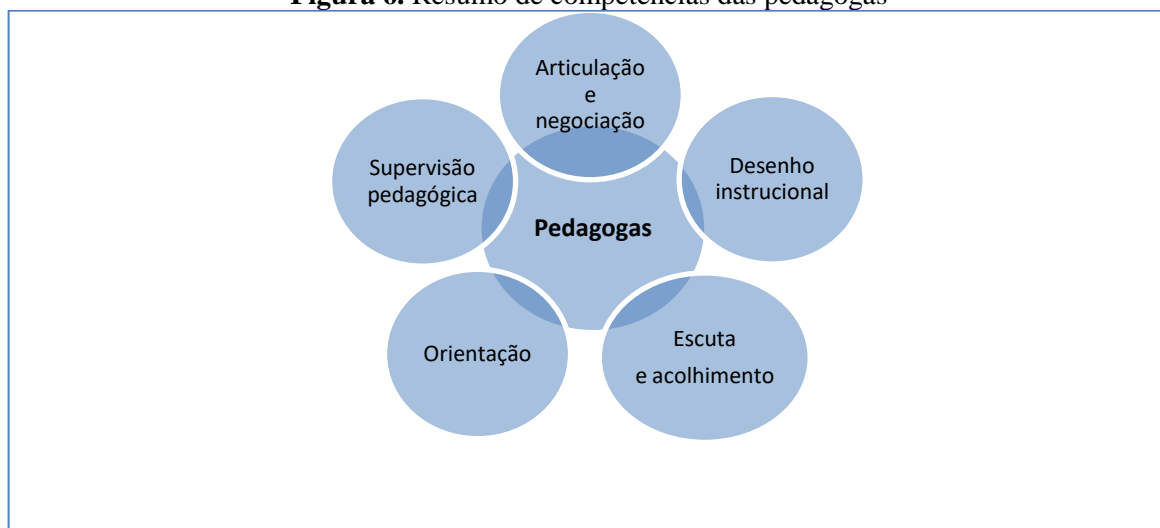 Figura 6. Resumo de competências das pedagogas
Articulação
e
negociação
Desenho
instrucional
Escuta
e acolhimento
Orientação
Supervisão
pedagógica
Pedagogas